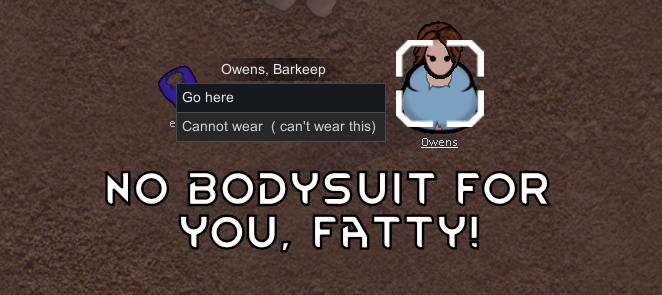 Owens, Barkeep
Go here
Cannot wear  ( can't wear this)
Owens
NO BODYSUIT FOR
YOU, FATTY!